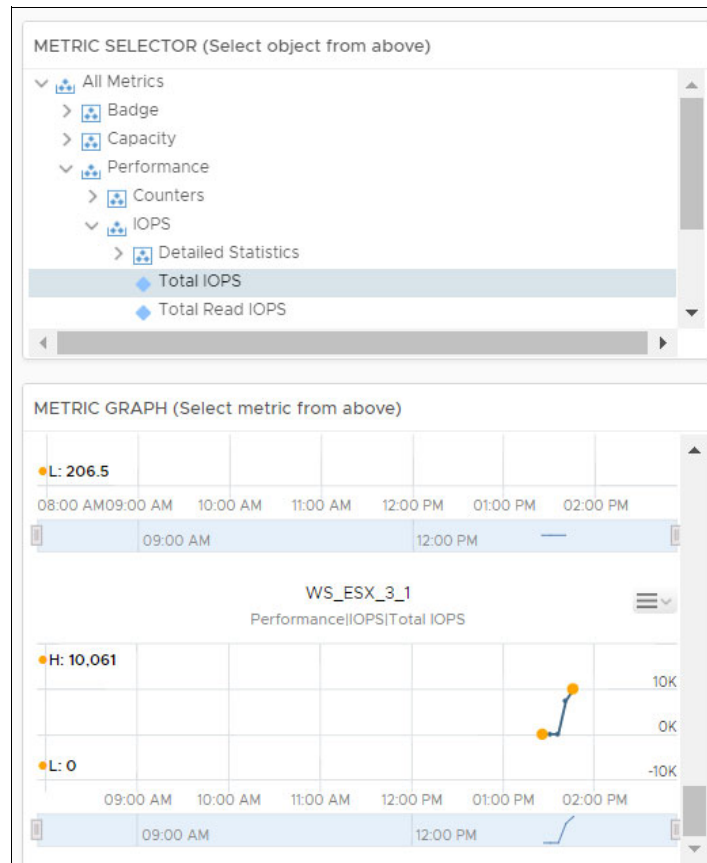 METRIC SELECTOR (Select object from above)
All Metrics
Badge
Capacity
Performance
Counters
IOPS
Detailed Statistics
Total IOPS
Total Read IOPS
METRIC GRAPH (Select metric from above)
L: 206.5
08:00 AM09:00 AM 10:00 AM 11:00 AM 12:00 PM 01:00 PM 02:00 PM
09:00 AM 12:00 PM
WS_ESX_3_1
Performance|IOPS|Total IOPS
H: 10,061
10K
0K
L: 0
-10K
09:00 AM 10:00 AM 11:00 AM 12:00 PM 01:00 PM 02:00 PM
09:00 AM 12:00 PM